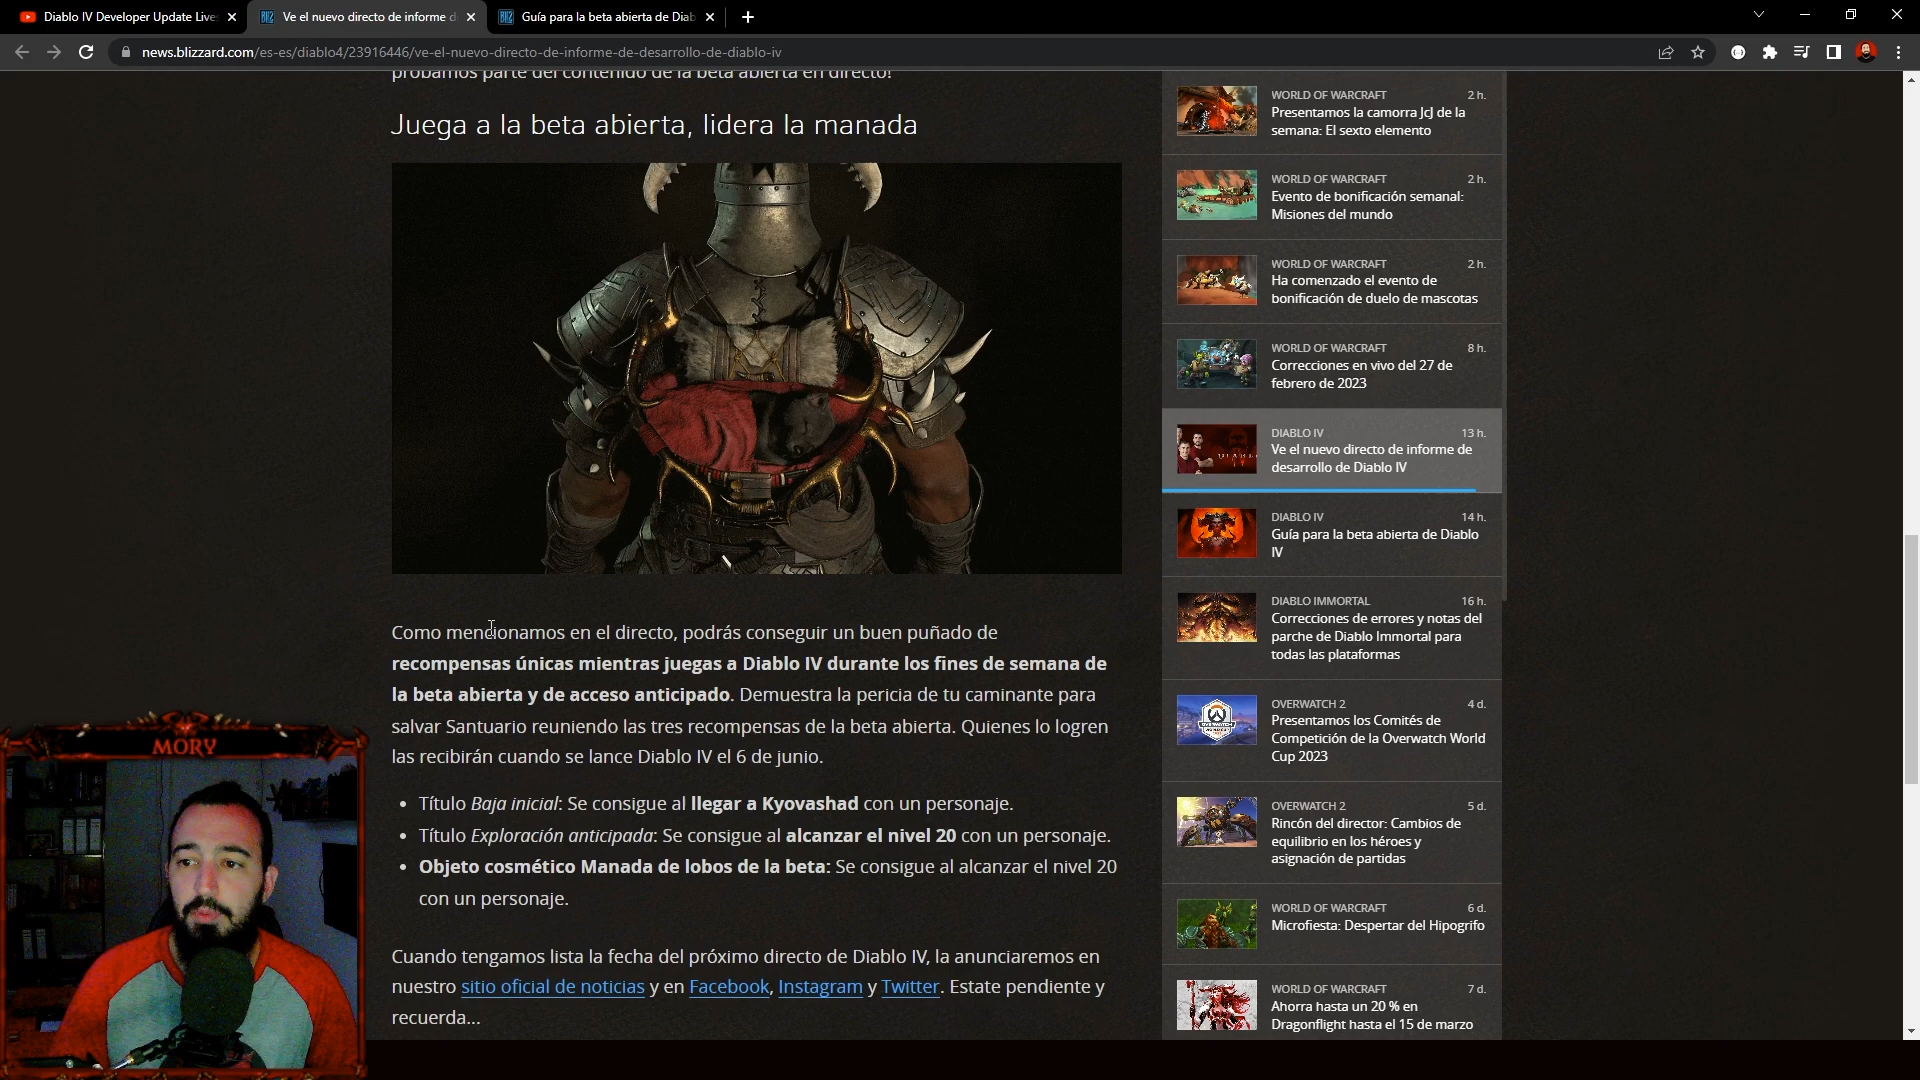 Diablo IV Developer Update Live
Ve el nuevo directo de informe d
Guía para la beta abierta de Diab
news.blizzard.com/es-es/diablo4/23916446/ve-el-nuevo-directo-de-informe-de-desarrollo-de-diablo-iv
probamos parte del contenido de la beta abierta en directo!
Juega a la beta abierta, lidera la manada
Como mencionamos en el directo, podrás conseguir un buen puñado de
recompensas únicas mientras juegas a Diablo IV durante los fines de semana de
la beta abierta y de acceso anticipado. Demuestra la pericia de tu caminante para
salvar Santuario reuniendo las tres recompensas de la beta abierta. Quienes lo logren
las recibirán cuando se lance Diablo IV el 6 de junio.
• Título Baja inicial: Se consigue al llegar a Kyovashad con un personaje.
• Título Exploración anticipada: Se consigue al alcanzar el nivel 20 con un personaje.
• Objeto cosmético Manada de lobos de la beta: Se consigue al alcanzar el nivel 20
con un personaje.
Cuando tengamos lista la fecha del próximo directo de Diablo IV, la anunciaremos en
nuestro sitio oficial de noticias y en Facebook, Instagram y Twitter. Estate pendiente y
recuerda...
WORLD OF WARCRAFT 2 h.
Presentamos la camorra JcJ de la
semana: El sexto elemento
WORLD OF WARCRAFT 2 h.
Evento de bonificación semanal:
Misiones del mundo
WORLD OF WARCRAFT 2 h.
Ha comenzado el evento de
bonificación de duelo de mascotas
WORLD OF WARCRAFT 8 h.
Correcciones en vivo del 27 de
febrero de 2023
DIABLO IV 13 h.
Ve el nuevo directo de informe de
desarrollo de Diablo IV
DIABLO IV 14 h.
Guía para la beta abierta de Diablo
IV
DIABLO IMMORTAL 16 h.
Correcciones de errores y notas del
parche de Diablo Immortal para
todas las plataformas
OVERWATCH 2 4 d.
Presentamos los Comités de
Competición de la Overwatch World
Cup 2023
OVERWATCH 2 5 d.
Rincón del director: Cambios de
equilibrio en los héroes y
asignación de partidas
WORLD OF WARCRAFT 6 d.
Microfiesta: Despertar del Hipogrifo
WORLD OF WARCRAFT 7 d.
Ahorra hasta un 20 % en
Dragonflight hasta el 15 de marzo
MORY